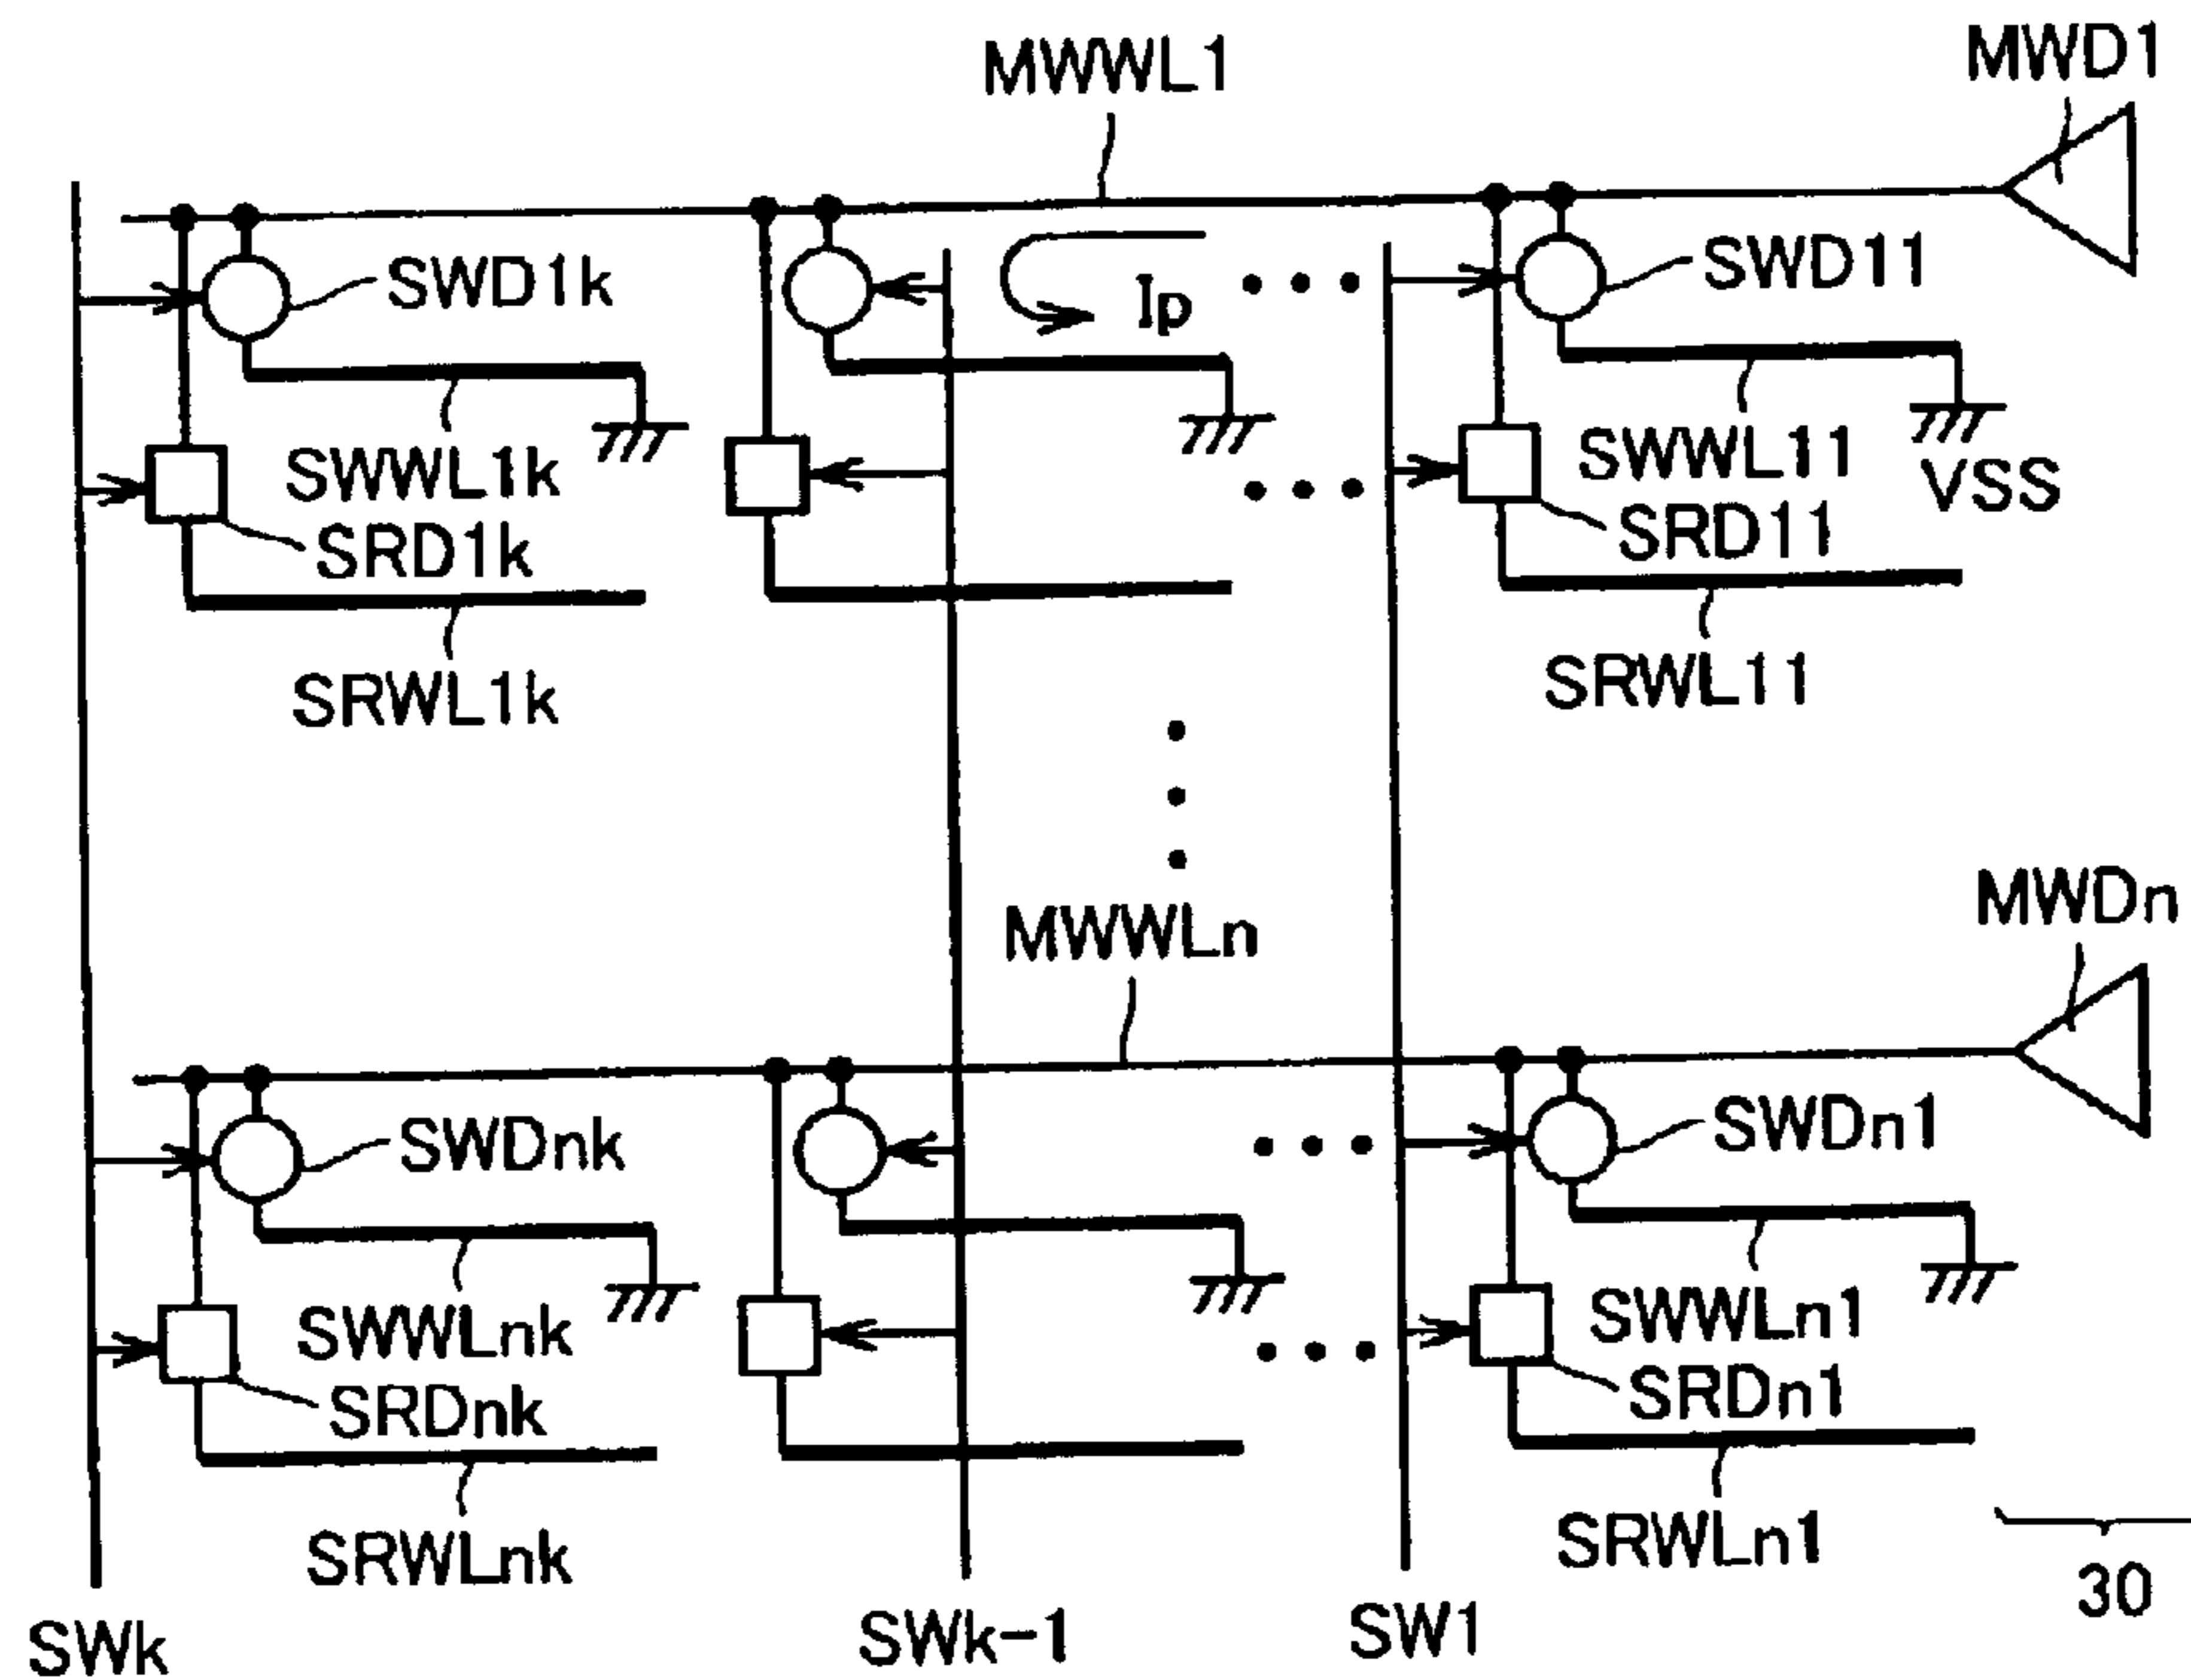 MWWL1
MWD1
SWD1k
Ip
SWD11
SWWL1k
SWWL11
VSS
SRD1k
SRD11
SRWL1k
SRWL11
MWWLn
MWDn
SWDnk
SWDn1
SWWLnk
SWWLn1
SRDnk
SRDn1
SRWLnk
SRWLn1
30
SWk
SWk-1
SW1